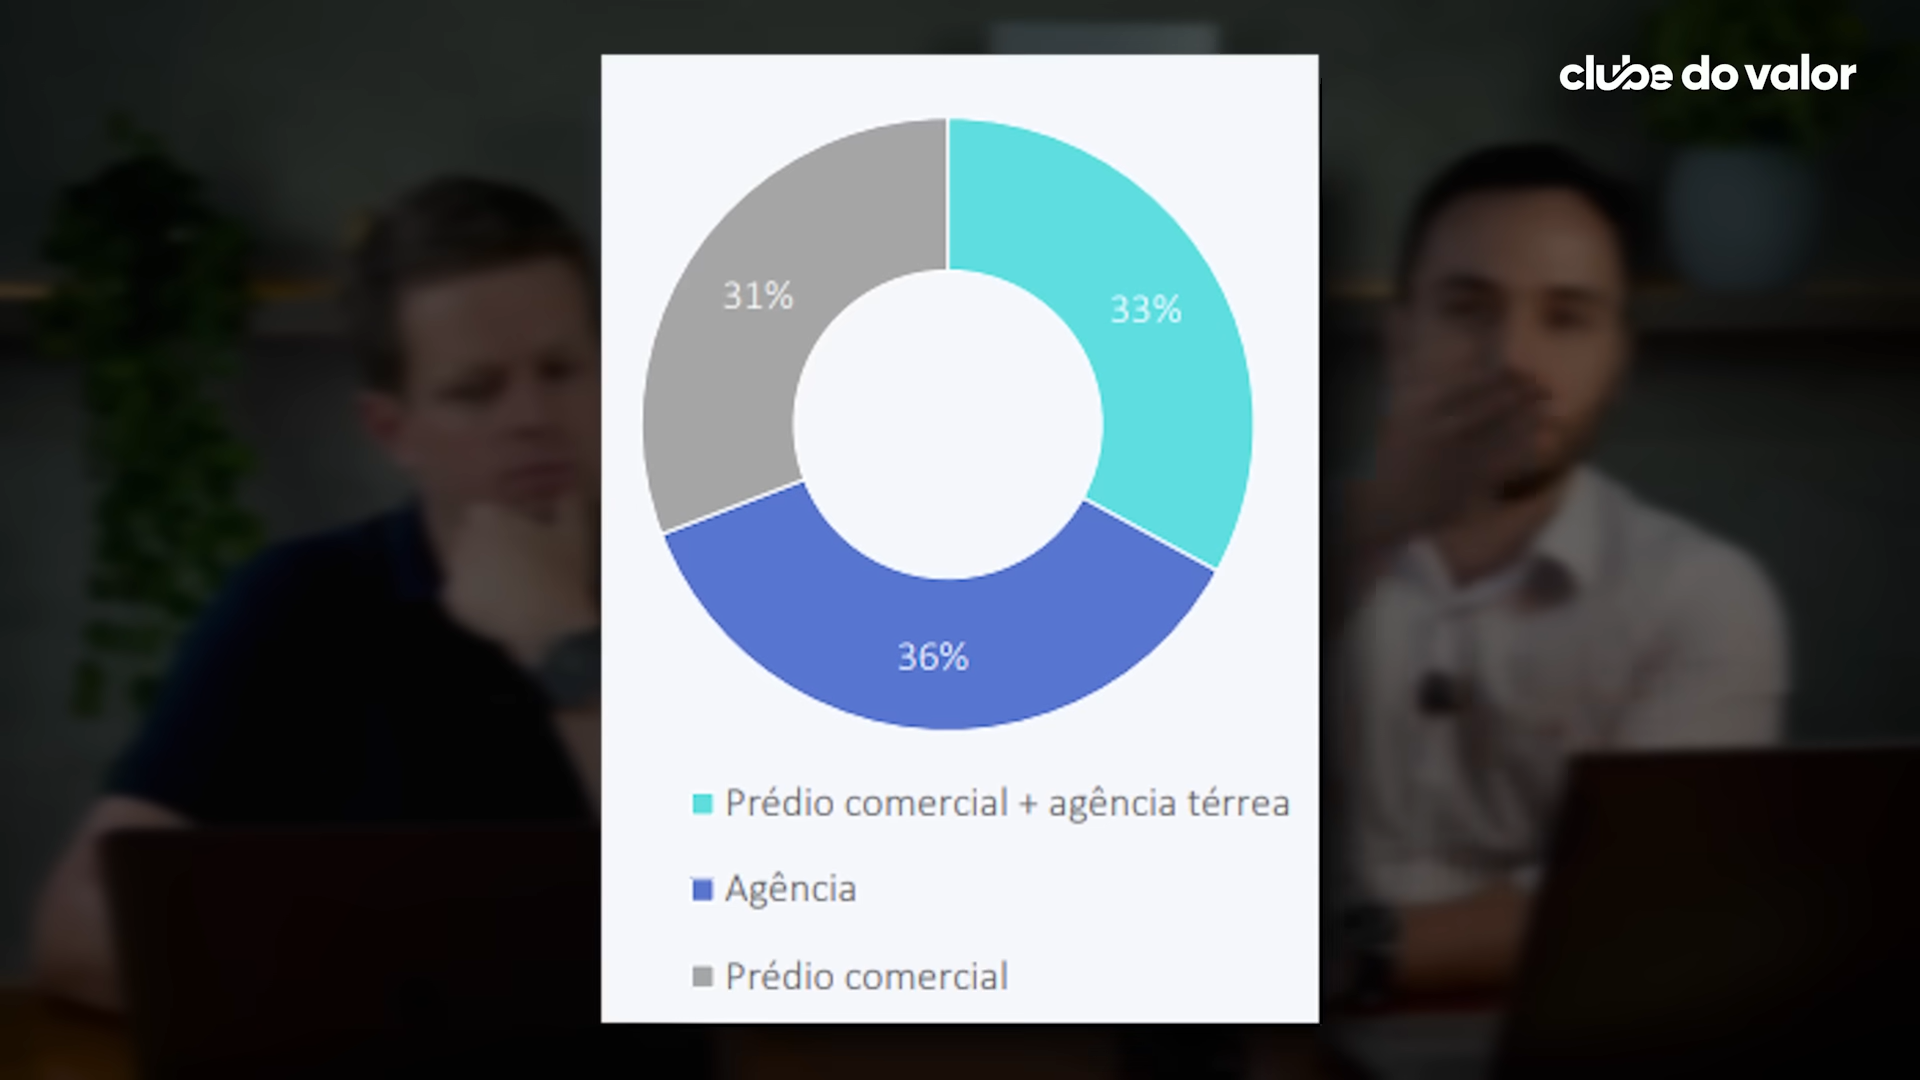 clube do valor
31%
33%
36%
Prédio comercial + agência térrea
Agência
Prédio comercial